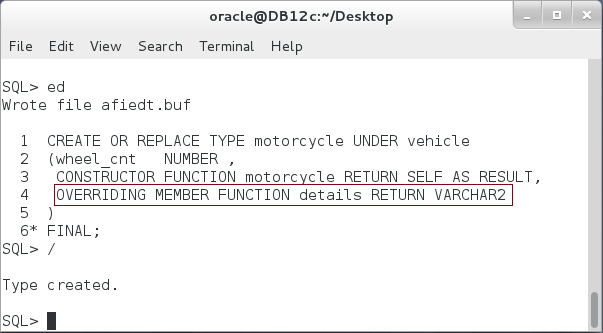 oracle@DB12c:~/Desktop
File Edit View Search Terminal Help
SQL> ed
Wrote file afiedt.buf
1 CREATE OR REPLACE TYPE motorcycle UNDER vehicle
2 (wheel_cnt NUMBER ,
3 CONSTRUCTOR FUNCTION motorcycle RETURN SELF AS RESULT,
4 OVERRIDING MEMBER FUNCTION details RETURN VARCHAR2
5 )
6* FINAL;
SQL> /
Type created.
SQL>